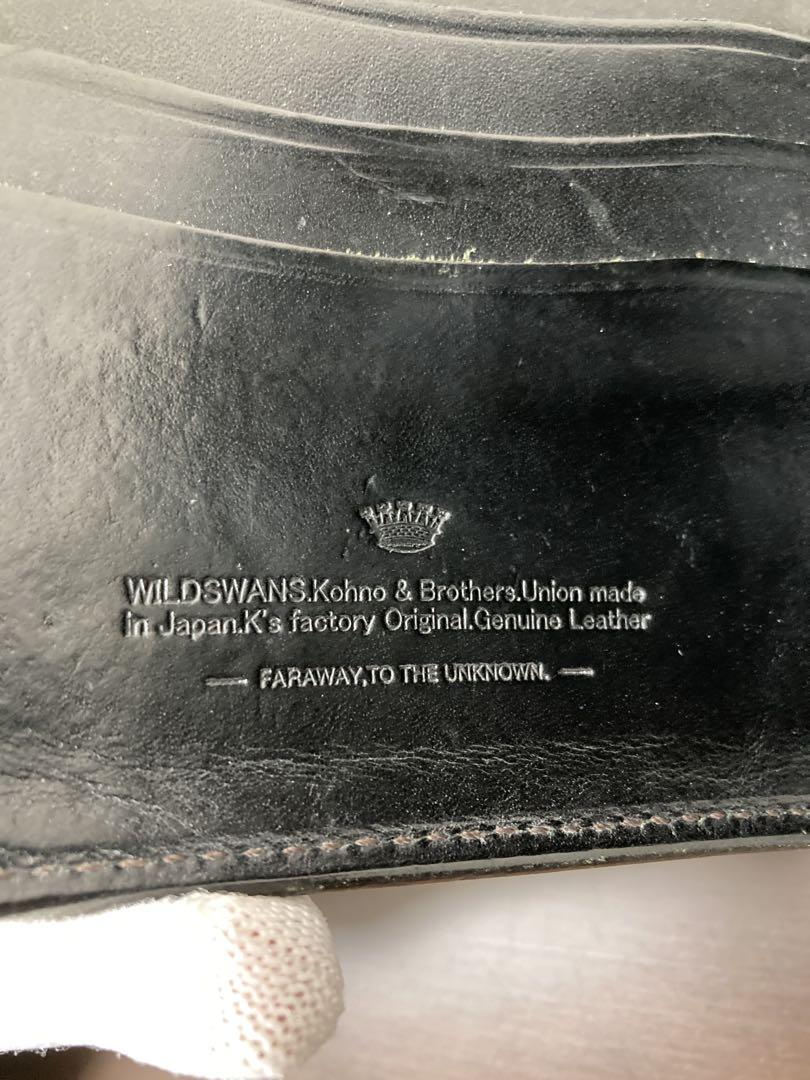 WILDSWANS.Kohno & Brothers.Union made
in Japan.K's factory Original.Genuine Leather
— FARAWAY,TO THE UNKNOWN. —